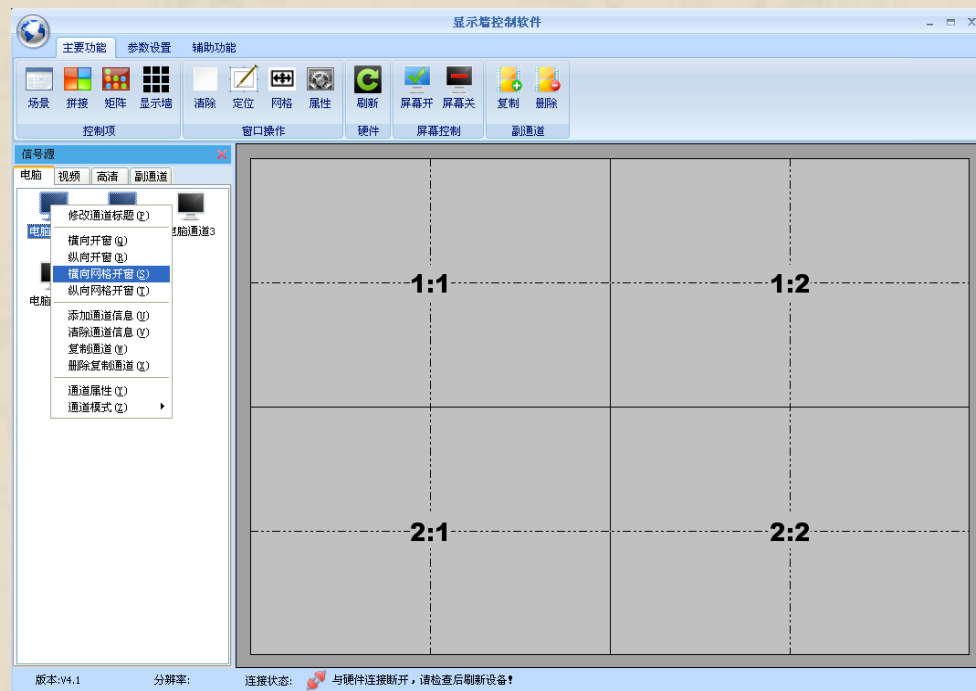 显示墙控制软件
主要功能 参数设置 辅助功能
场景 拼接 矩阵 显示墙 清除 定位 网格 属性 刷新 屏幕开 屏幕关 复制 删除
控制项 窗口操作 硬件 屏幕控制 副通道
信号源
电脑 视频 高清 副通道
电脑 电脑通道3
电脑
修改通道标题(P)
横向开窗(Q)
纵向开窗(R)
横向网格开窗(S)
纵向网格开窗(T)
添加通道信息(U)
清除通道信息(V)
复制通道(W)
删除复制通道(X)
通道属性(Y)
通道模式(Z)
1:1 1:2
2:1 2:2
版本:V4.1 分辨率: 连接状态: 与硬件连接断开，请检查后刷新设备!